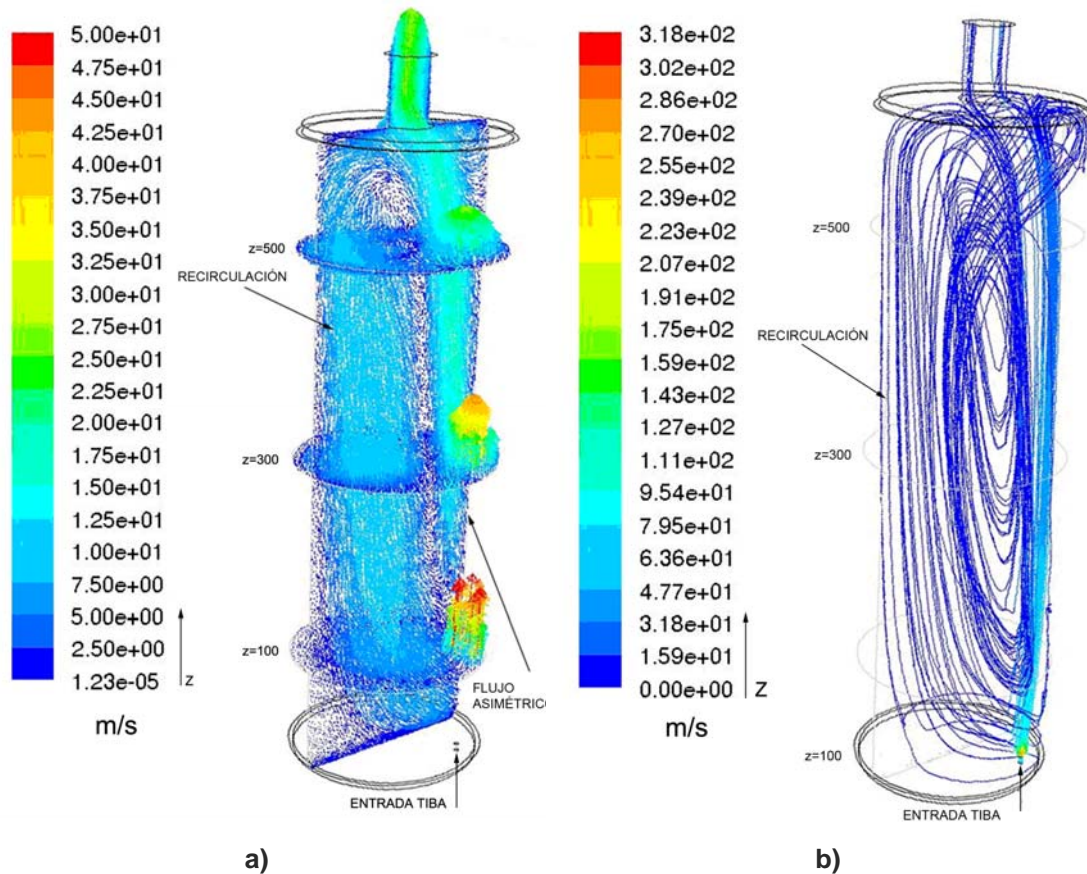 5.00e+01
4.75e+01
4.50e+01
4.25e+01
4.00e+01
3.75e+01
3.50e+01
3.25e+01
3.00e+01
2.75e+01
2.50e+01
2.25e+01
2.00e+01
1.75e+01
1.50e+01
1.25e+01
1.00e+01
7.50e+00
5.00e+00
2.50e+00
1.23e-05
m/s
z
z=500
RECIRCULACIÓN
z=300
z=100
FLUJO
ASIMÉTRICO
ENTRADA TIBA
a)
3.18e+02
3.02e+02
2.86e+02
2.70e+02
2.55e+02
2.39e+02
2.23e+02
2.07e+02
1.91e+02
1.75e+02
1.59e+02
1.43e+02
1.27e+02
1.11e+02
9.54e+01
7.95e+01
6.36e+01
4.77e+01
3.18e+01
1.59e+01
0.00e+00
m/s
Z
z=500
RECIRCULACIÓN
z=300
z=100
ENTRADA TIBA
b)